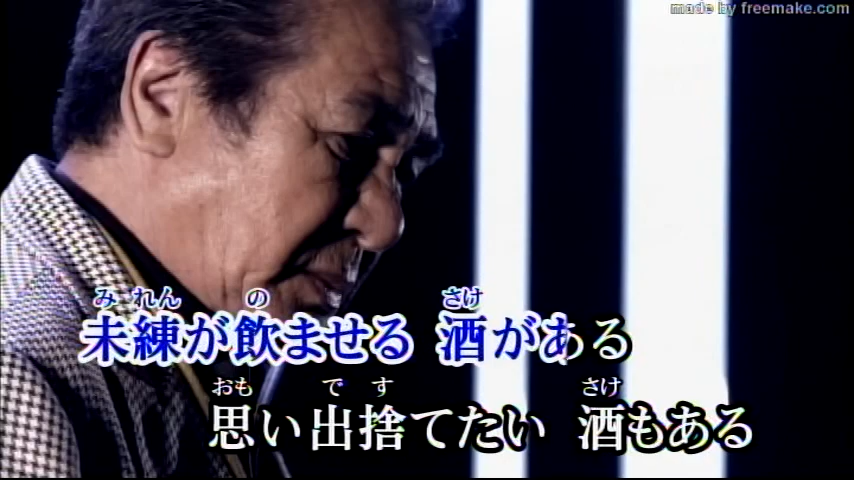 made by freemake.com
み れん の さけ
未練が飲ませる 酒がある
おも で す さけ
思い出捨てたい 酒もある